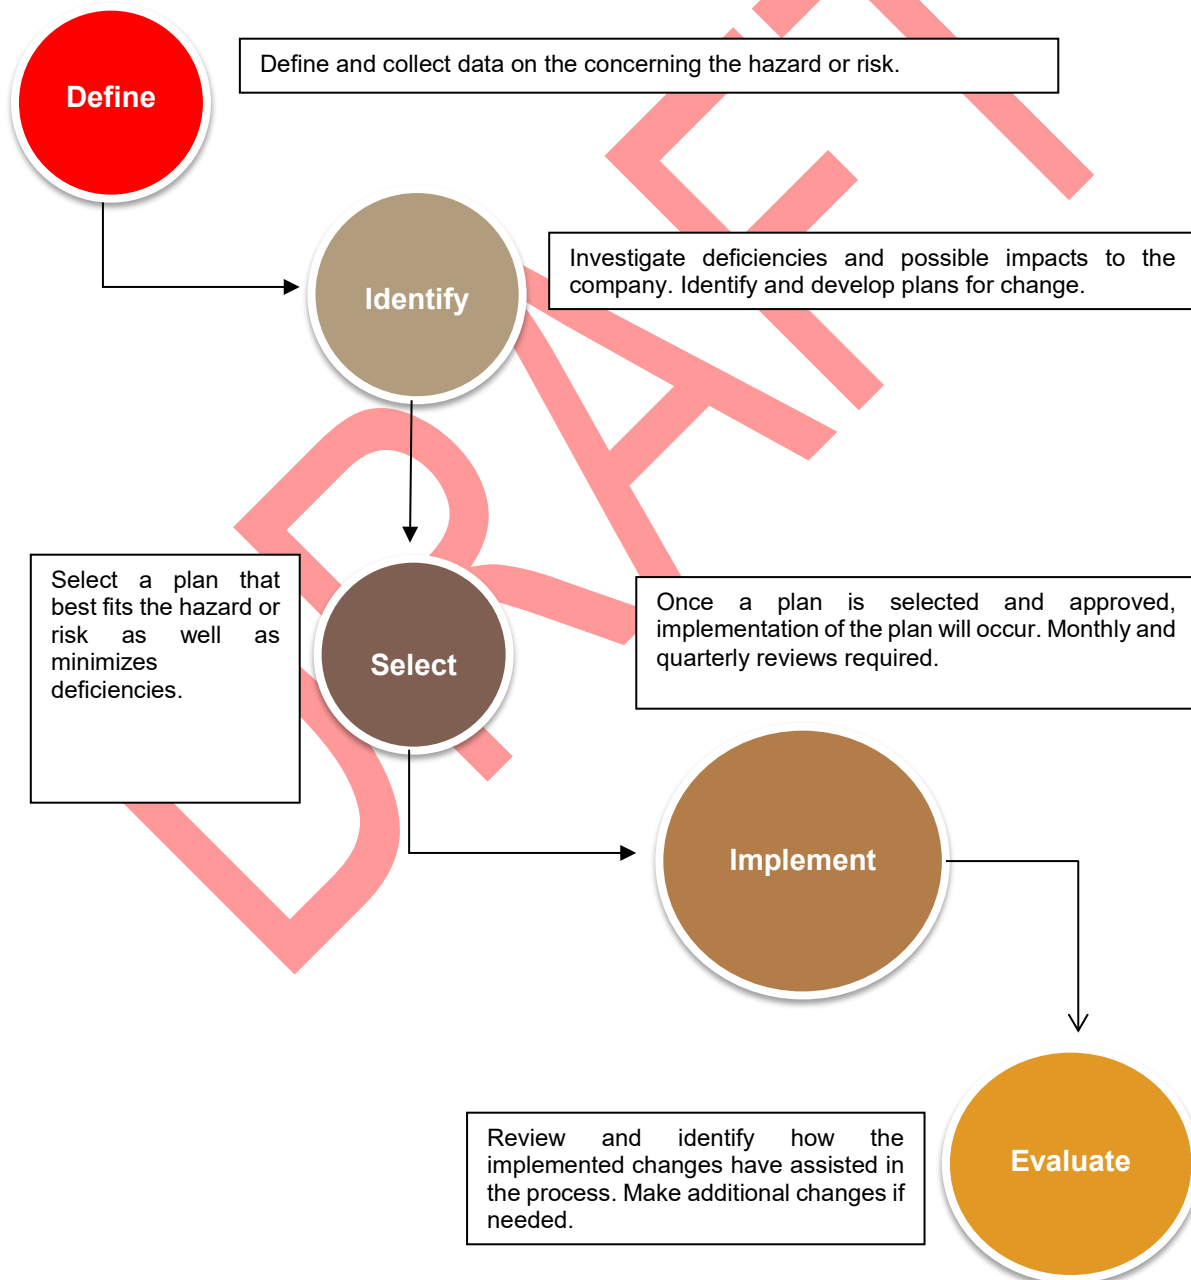 Define
Define and collect data on the concerning the hazard or risk.
Identify
Investigate deficiencies and possible impacts to the
company. Identify and develop plans for change.
Select a plan that
best fits the hazard or
risk as well as
minimizes
deficiencies.
Select
Once a plan is selected and approved,
implementation of the plan will occur. Monthly and
quarterly reviews required.
Implement
Review and identify how the
implemented changes have assisted in
the process. Make additional changes if
needed.
Evaluate
DRAFT